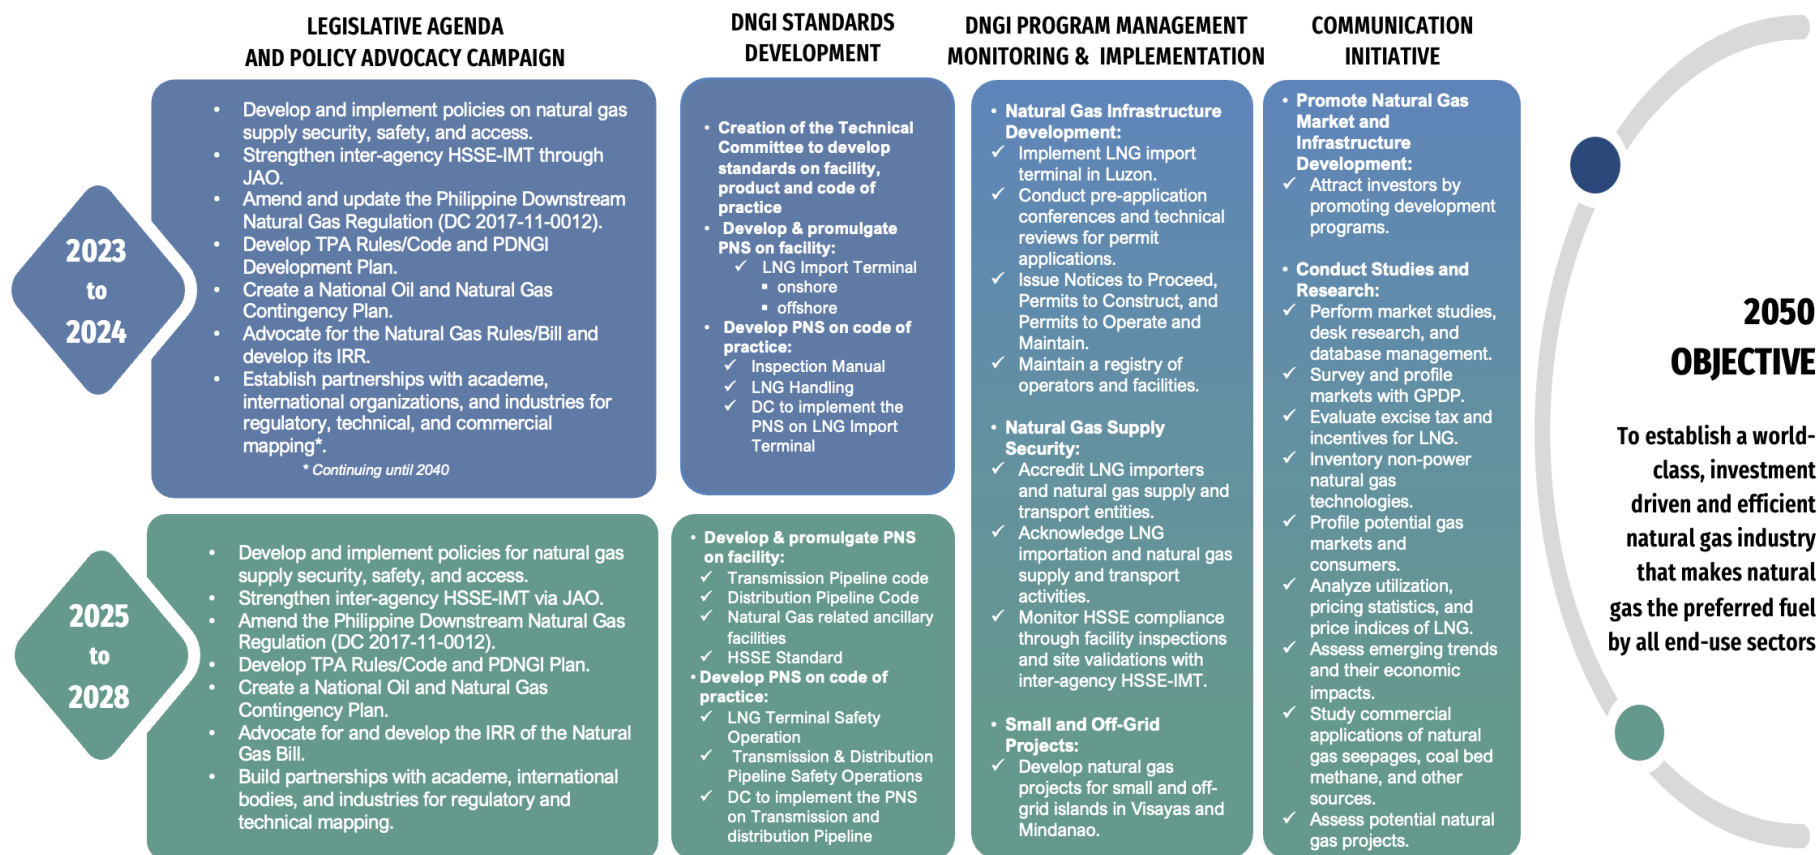 LEGISLATIVE AGENDA
AND POLICY ADVOCACY CAMPAIGN
DNGI STANDARDS
DEVELOPMENT
DNGI PROGRAM MANAGEMENT
MONITORING & IMPLEMENTATION
COMMUNICATION
INITIATIVE
2023
to
2024
• Develop and implement policies on natural gas
supply security, safety, and access.
• Strengthen inter-agency HSSE-IMT through
JAO.
• Amend and update the Philippine Downstream
Natural Gas Regulation (DC 2017-11-0012).
• Develop TPA Rules/Code and PDNGI
Development Plan.
• Create a National Oil and Natural Gas
Contingency Plan.
• Advocate for the Natural Gas Rules/Bill and
develop its IRR.
• Establish partnerships with academe,
international organizations, and industries for
regulatory, technical, and commercial
mapping*.
* Continuing until 2040
• Creation of the Technical
Committee to develop
standards on facility,
product and code of
practice
• Develop & promulgate
PNS on facility:
✓ LNG Import Terminal
▪ onshore
▪ offshore
• Develop PNS on code of
practice:
✓ Inspection Manual
✓ LNG Handling
✓ DC to implement the
PNS on LNG Import
Terminal
2025
to
2028
• Develop and implement policies for natural gas
supply security, safety, and access.
• Strengthen inter-agency HSSE-IMT via JAO.
• Amend the Philippine Downstream Natural Gas
Regulation (DC 2017-11-0012).
• Develop TPA Rules/Code and PDNGI Plan.
• Create a National Oil and Natural Gas
Contingency Plan.
• Advocate for and develop the IRR of the Natural
Gas Bill.
• Build partnerships with academe, international
bodies, and industries for regulatory and
technical mapping.
• Develop & promulgate PNS
on facility:
✓ Transmission Pipeline code
✓ Distribution Pipeline Code
✓ Natural Gas related ancillary
facilities
✓ HSSE Standard
• Develop PNS on code of
practice:
✓ LNG Terminal Safety
Operation
✓ Transmission & Distribution
Pipeline Safety Operations
✓ DC to implement the PNS
on Transmission and
distribution Pipeline
• Natural Gas Infrastructure
Development:
✓ Implement LNG import
terminal in Luzon.
✓ Conduct pre-application
conferences and technical
reviews for permit
applications.
✓ Issue Notices to Proceed,
Permits to Construct, and
Permits to Operate and
Maintain.
✓ Maintain a registry of
operators and facilities.
• Natural Gas Supply
Security:
✓ Accredit LNG importers
and natural gas supply and
transport entities.
✓ Acknowledge LNG
importation and natural gas
supply and transport
activities.
✓ Monitor HSSE compliance
through facility inspections
and site validations with
inter-agency HSSE-IMT.
• Small and Off-Grid
Projects:
✓ Develop natural gas
projects for small and off-
grid islands in Visayas and
Mindanao.
• Promote Natural Gas
Market and
Infrastructure
Development:
✓ Attract investors by
promoting development
programs.
• Conduct Studies and
Research:
✓ Perform market studies,
desk research, and
database management.
✓ Survey and profile
markets with GPDP.
✓ Evaluate excise tax and
incentives for LNG.
✓ Inventory non-power
natural gas
technologies.
✓ Profile potential gas
markets and
consumers.
✓ Analyze utilization,
pricing statistics, and
price indices of LNG.
✓ Assess emerging trends
and their economic
impacts.
✓ Study commercial
applications of natural
gas seepages, coal bed
methane, and other
sources.
✓ Assess potential natural
gas projects.
2050
OBJECTIVE
To establish a world-
class, investment
driven and efficient
natural gas industry
that makes natural
gas the preferred fuel
by all end-use sectors